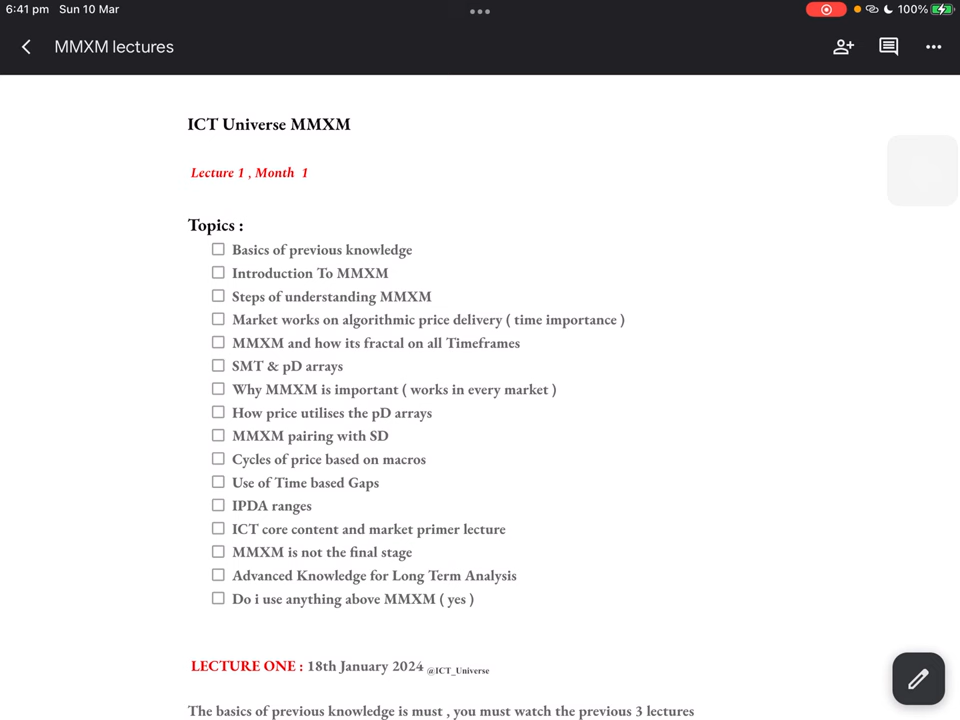 6:41 pm Sun 10 Mar
100%
MMXM lectures
ICT Universe MMXM
Lecture 1 , Month 1
Topics :
Basics of previous knowledge
Introduction To MMXM
Steps of understanding MMXM
Market works on algorithmic price delivery ( time importance )
MMXM and how its fractal on all Timeframes
SMT & pD arrays
Why MMXM is important ( works in every market )
How price utilises the pD arrays
MMXM pairing with SD
Cycles of price based on macros
Use of Time based Gaps
IPDA ranges
ICT core content and market primer lecture
MMXM is not the final stage
Advanced Knowledge for Long Term Analysis
Do i use anything above MMXM ( yes )
LECTURE ONE : 18th January 2024 @ICT_Universe
The basics of previous knowledge is must , you must watch the previous 3 lectures